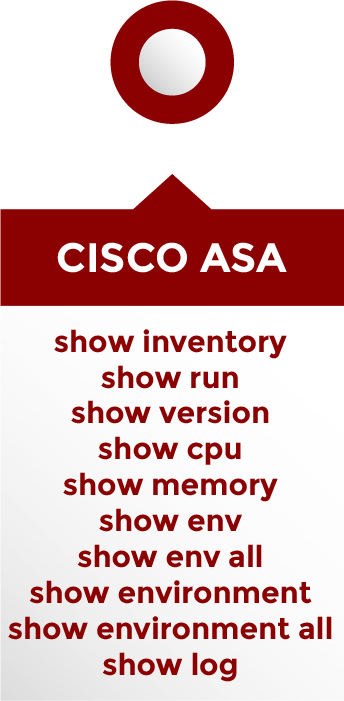 CISCO ASA
show inventory
show run
show version
show cpu
show memory
show env
show env all
show environment
show environment all
show log